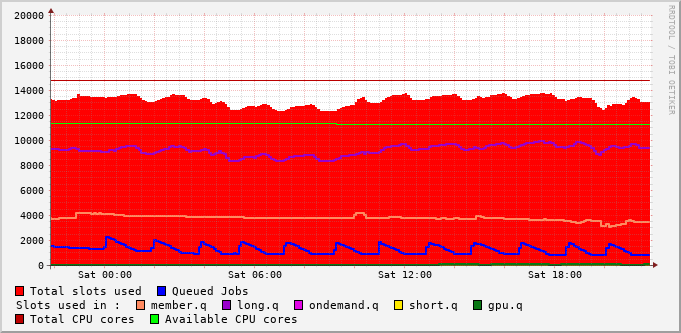 20000
18000
16000
14000
12000
10000
8000
6000
4000
2000
0
Sat 00:00 Sat 06:00 Sat 12:00 Sat 18:00
RRDTOOL / TOBI OETIKER
Total slots used Queued Jobs
Slots used in : member.q long.q ondemand.q short.q gpu.q
Total CPU cores Available CPU cores